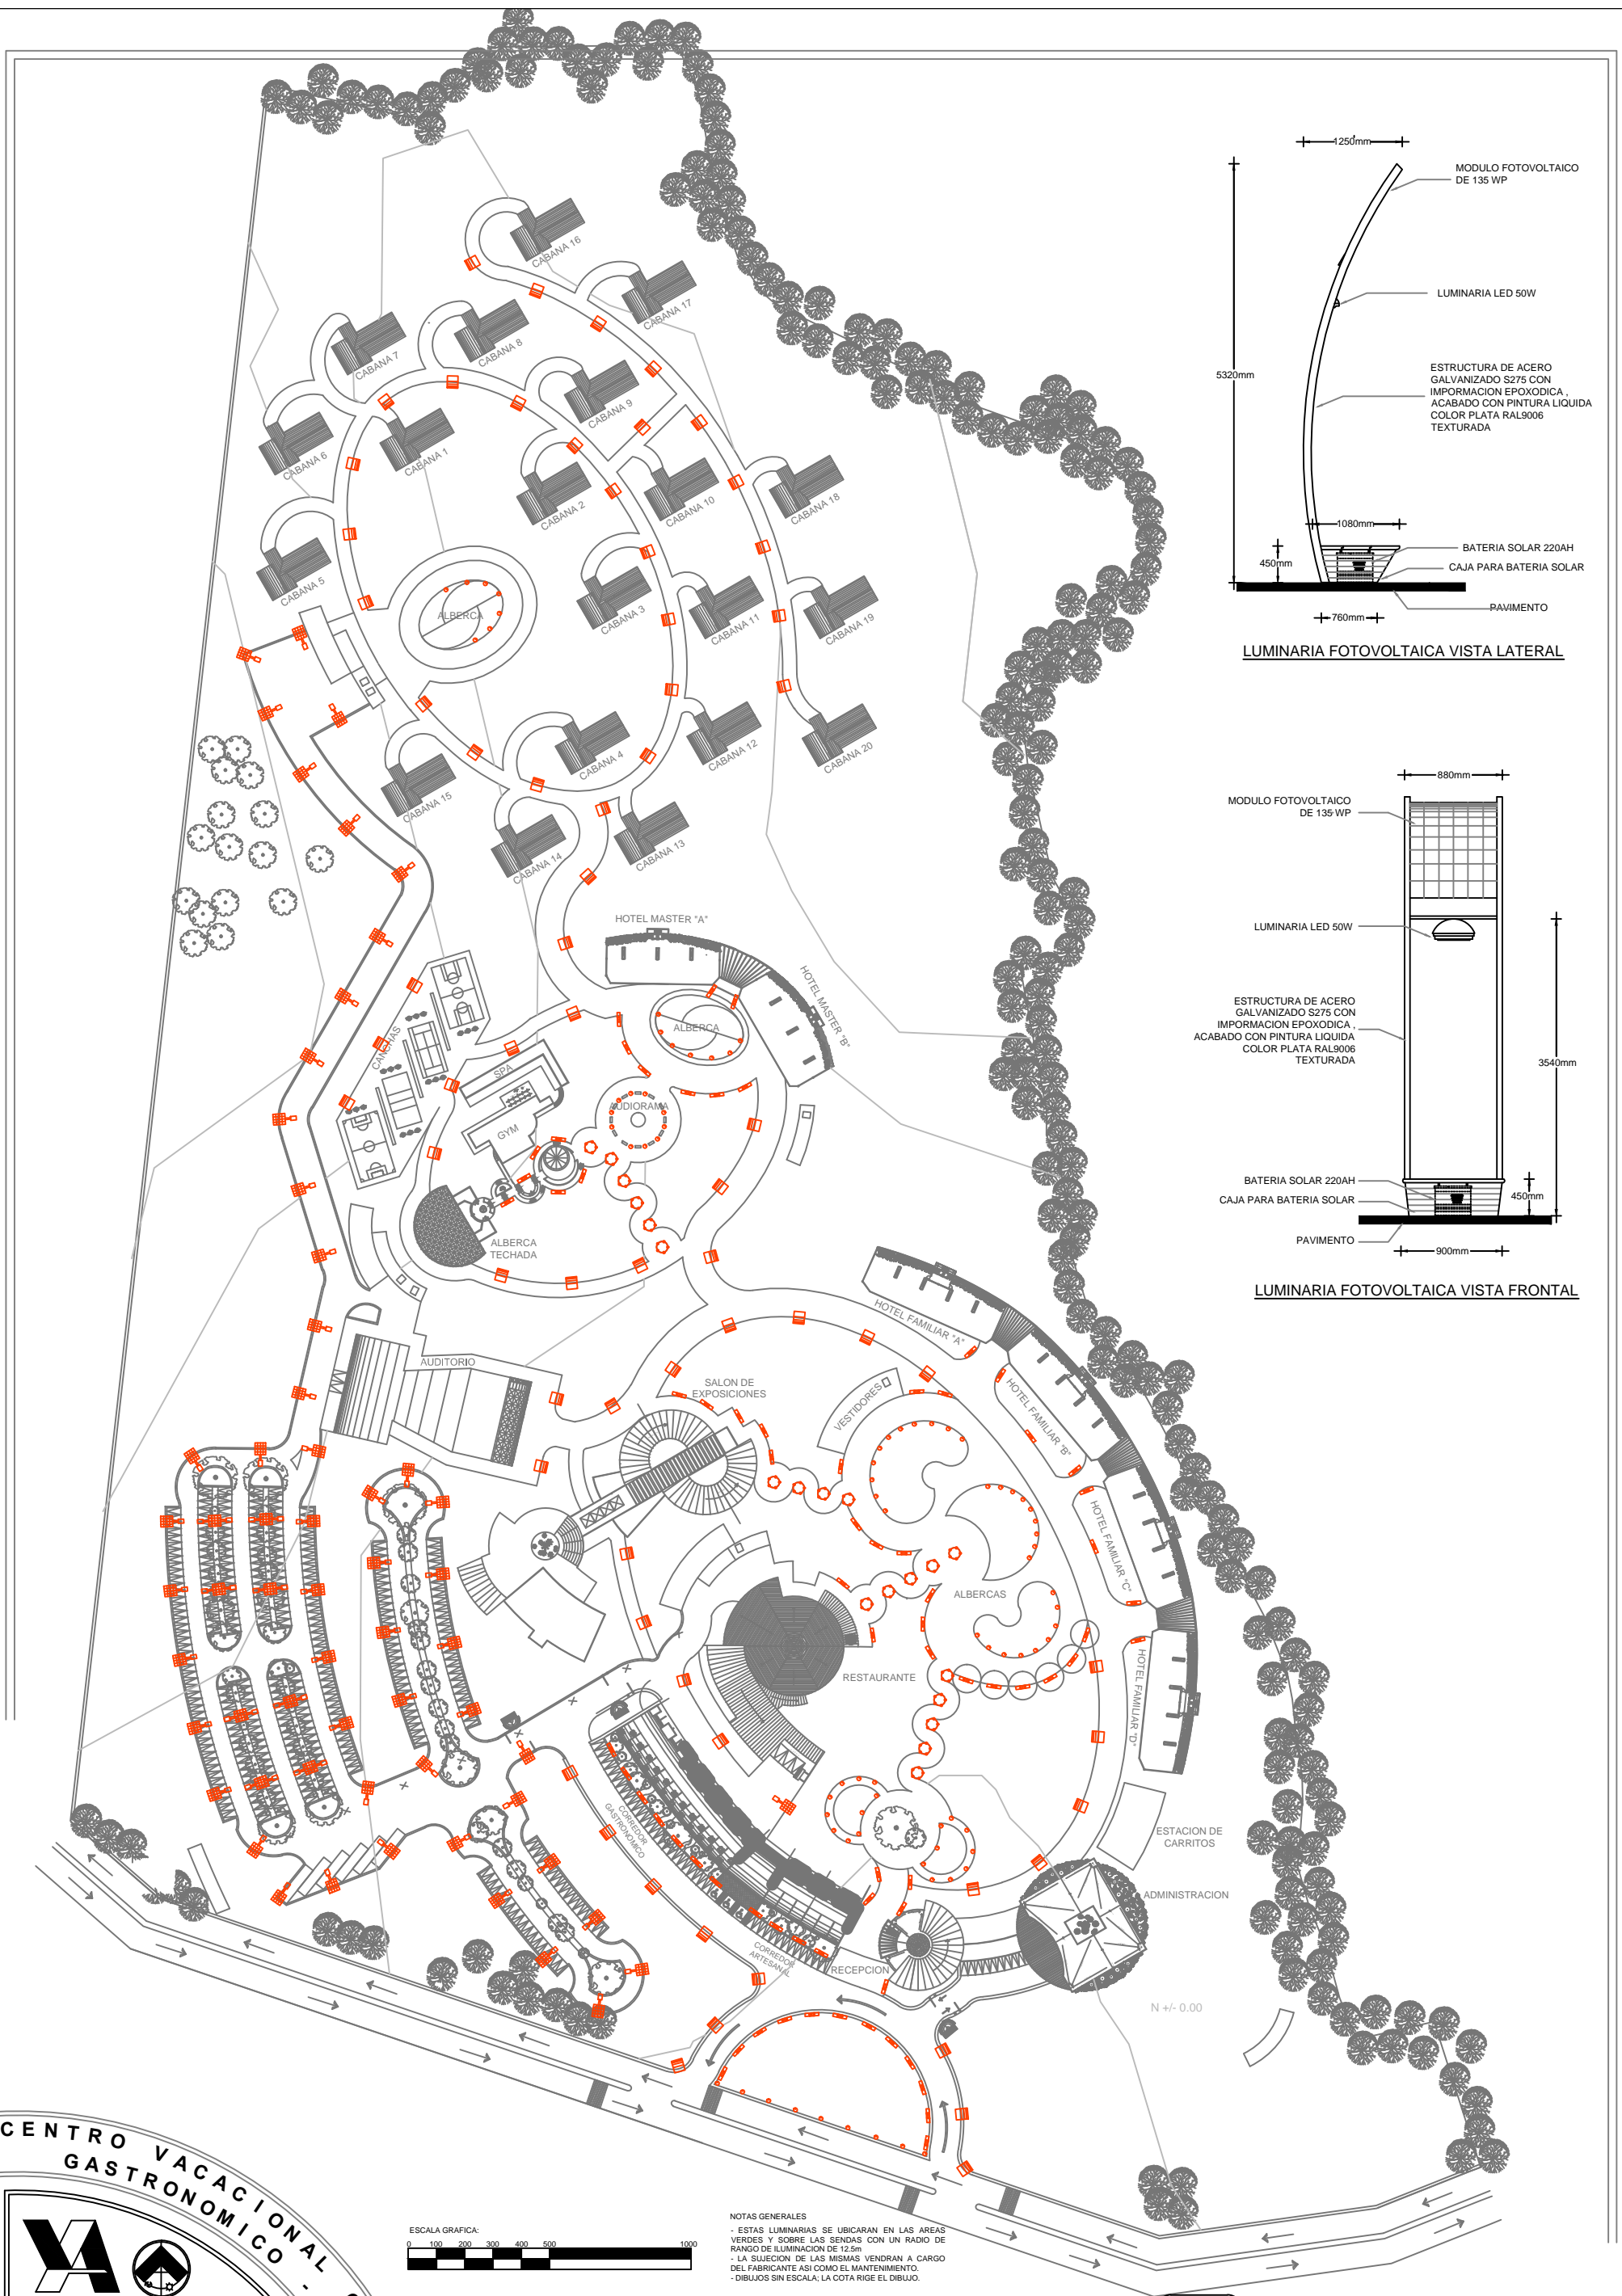 1250mm
MODULO FOTOVOLTAICO
DE 135 WP
LUMINARIA LED 50W
5320mm
ESTRUCTURA DE ACERO
GALVANIZADO S275 CON
IMPORMACION EPOXODICA ,
ACABADO CON PINTURA LIQUIDA
COLOR PLATA RAL9006
TEXTURADA
1080mm
450mm
BATERIA SOLAR 220AH
CAJA PARA BATERIA SOLAR
PAVIMENTO
760mm
LUMINARIA FOTOVOLTAICA VISTA LATERAL
880mm
MODULO FOTOVOLTAICO
DE 135 WP
LUMINARIA LED 50W
ESTRUCTURA DE ACERO
GALVANIZADO S275 CON
IMPORMACION EPOXODICA ,
ACABADO CON PINTURA LIQUIDA
COLOR PLATA RAL9006
TEXTURADA
3540mm
BATERIA SOLAR 220AH
CAJA PARA BATERIA SOLAR
450mm
PAVIMENTO
900mm
LUMINARIA FOTOVOLTAICA VISTA FRONTAL
CABANA 16
CABANA 17
CABANA 7
CABANA 8
CABANA 9
CABANA 6
CABANA 1
CABANA 2
CABANA 10
CABANA 18
CABANA 5
CABANA 3
CABANA 11
CABANA 19
ALBERCA
CABANA 4
CABANA 12
CABANA 20
CABANA 15
CABANA 14
CABANA 13
HOTEL MASTER "A"
HOTEL MASTER "B"
ALBERCA
CANCHAS
SPA
GYM
AUDIORAMA
ALBERCA
TECHADA
HOTEL FAMILIAR "A"
AUDITORIO
SALON DE
EXPOSICIONES
VESTIDORES
HOTEL FAMILIAR "B"
HOTEL FAMILIAR "C"
ALBERCAS
HOTEL FAMILIAR "D"
RESTAURANTE
CORREDOR
GASTRONOMICO
ESTACION DE
CARRITOS
ADMINISTRACION
CORREDOR
ARTESANAL
RECEPCION
N +/- 0.00
CENTRO VACACIONAL
GASTRONOMICO -
ESCALA GRAFICA:
0 100 200 300 400 500 1000
NOTAS GENERALES
- ESTAS LUMINARIAS SE UBICARAN EN LAS AREAS
VERDES Y SOBRE LAS SENDAS CON UN RADIO DE
RANGO DE ILUMINACION DE 12.5m
- LA SUJECION DE LAS MISMAS VENDRAN A CARGO
DEL FABRICANTE ASI COMO EL MANTENIMIENTO.
- DIBUJOS SIN ESCALA; LA COTA RIGE EL DIBUJO.